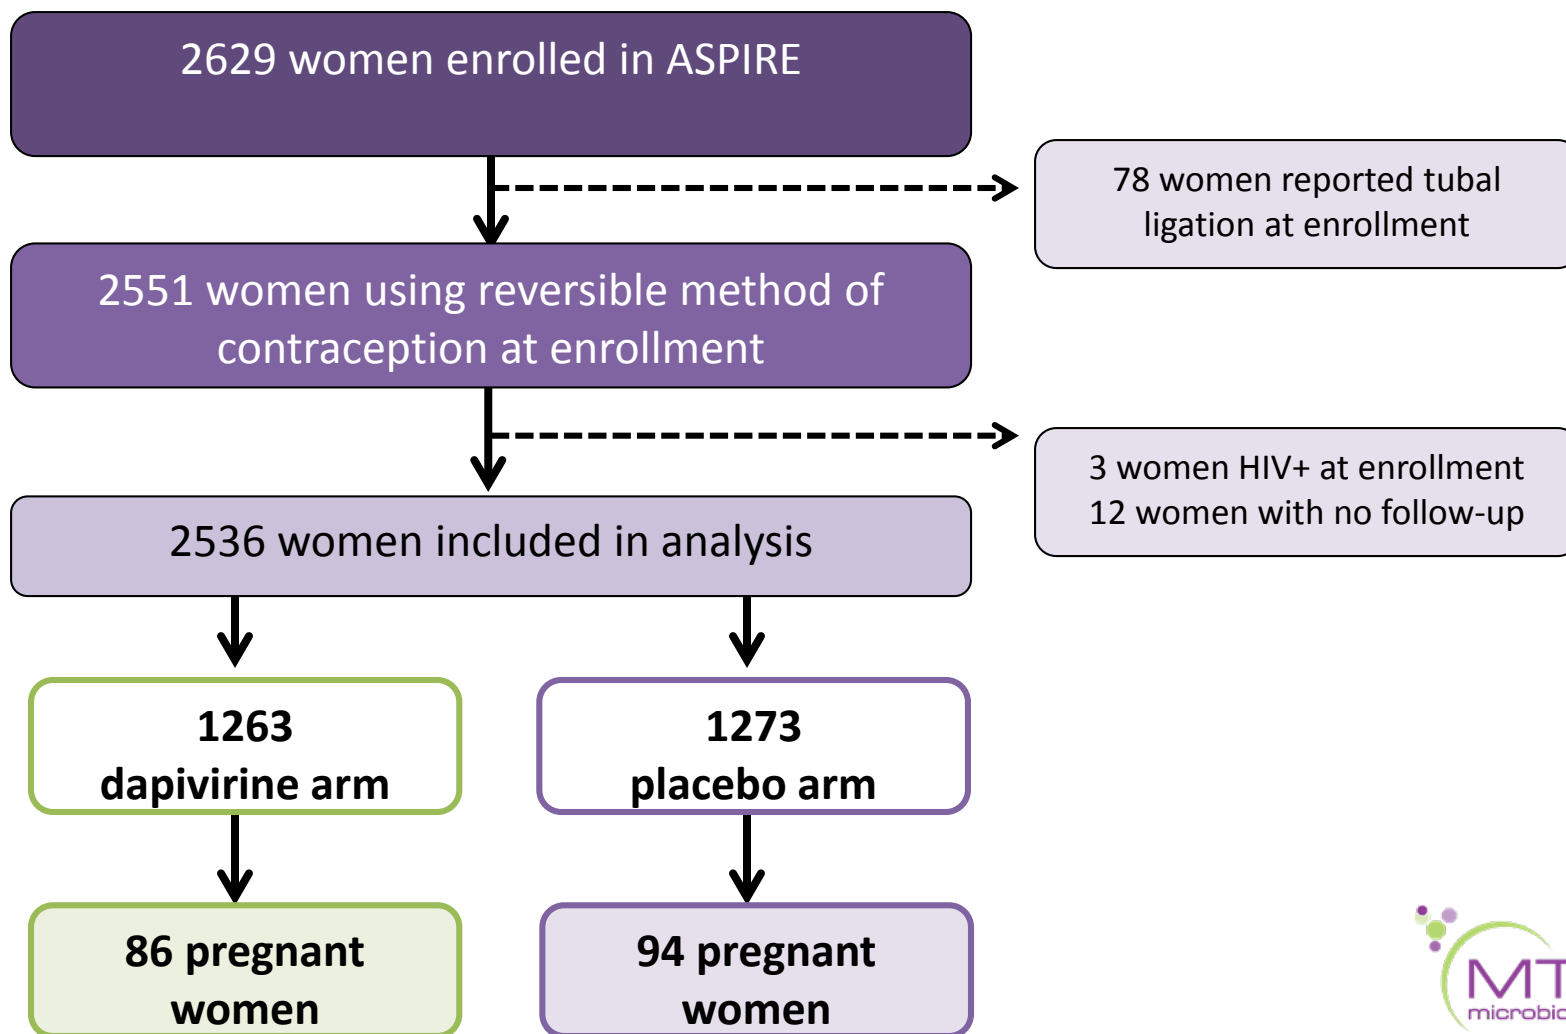 2629 women enrolled in ASPIRE
78 women reported tubal
ligation at enrollment
2551 women using reversible method of
contraception at enrollment
3 women HIV+ at enrollment
12 women with no follow-up
2536 women included in analysis
1263
dapivirine arm
1273
placebo arm
86 pregnant
women
94 pregnant
women